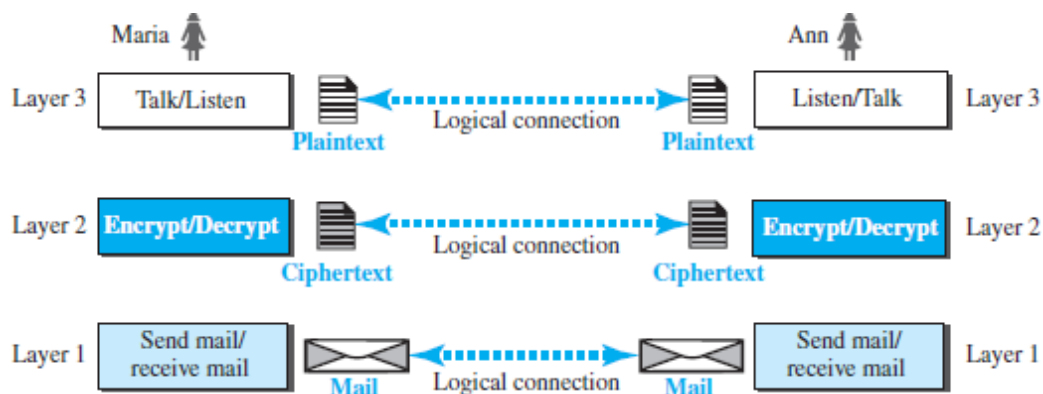 Maria
Ann
Layer 3
Talk/Listen
Logical connection
Plaintext
Plaintext
Listen/Talk
Layer 3
Layer 2
Encrypt/Decrypt
Logical connection
Ciphertext
Ciphertext
Encrypt/Decrypt
Layer 2
Layer 1
Send mail/
receive mail
Logical connection
Mail
Mail
Send mail/
receive mail
Layer 1